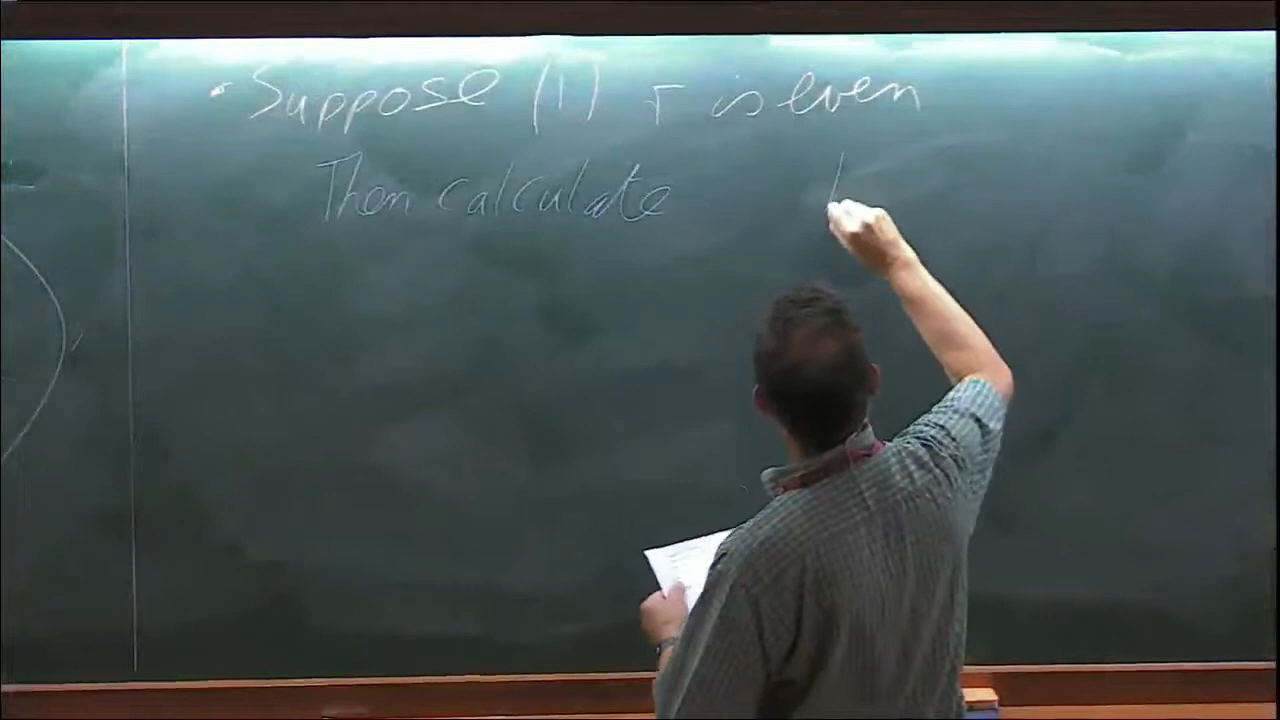 • Suppose (1) r is even
Then calculate